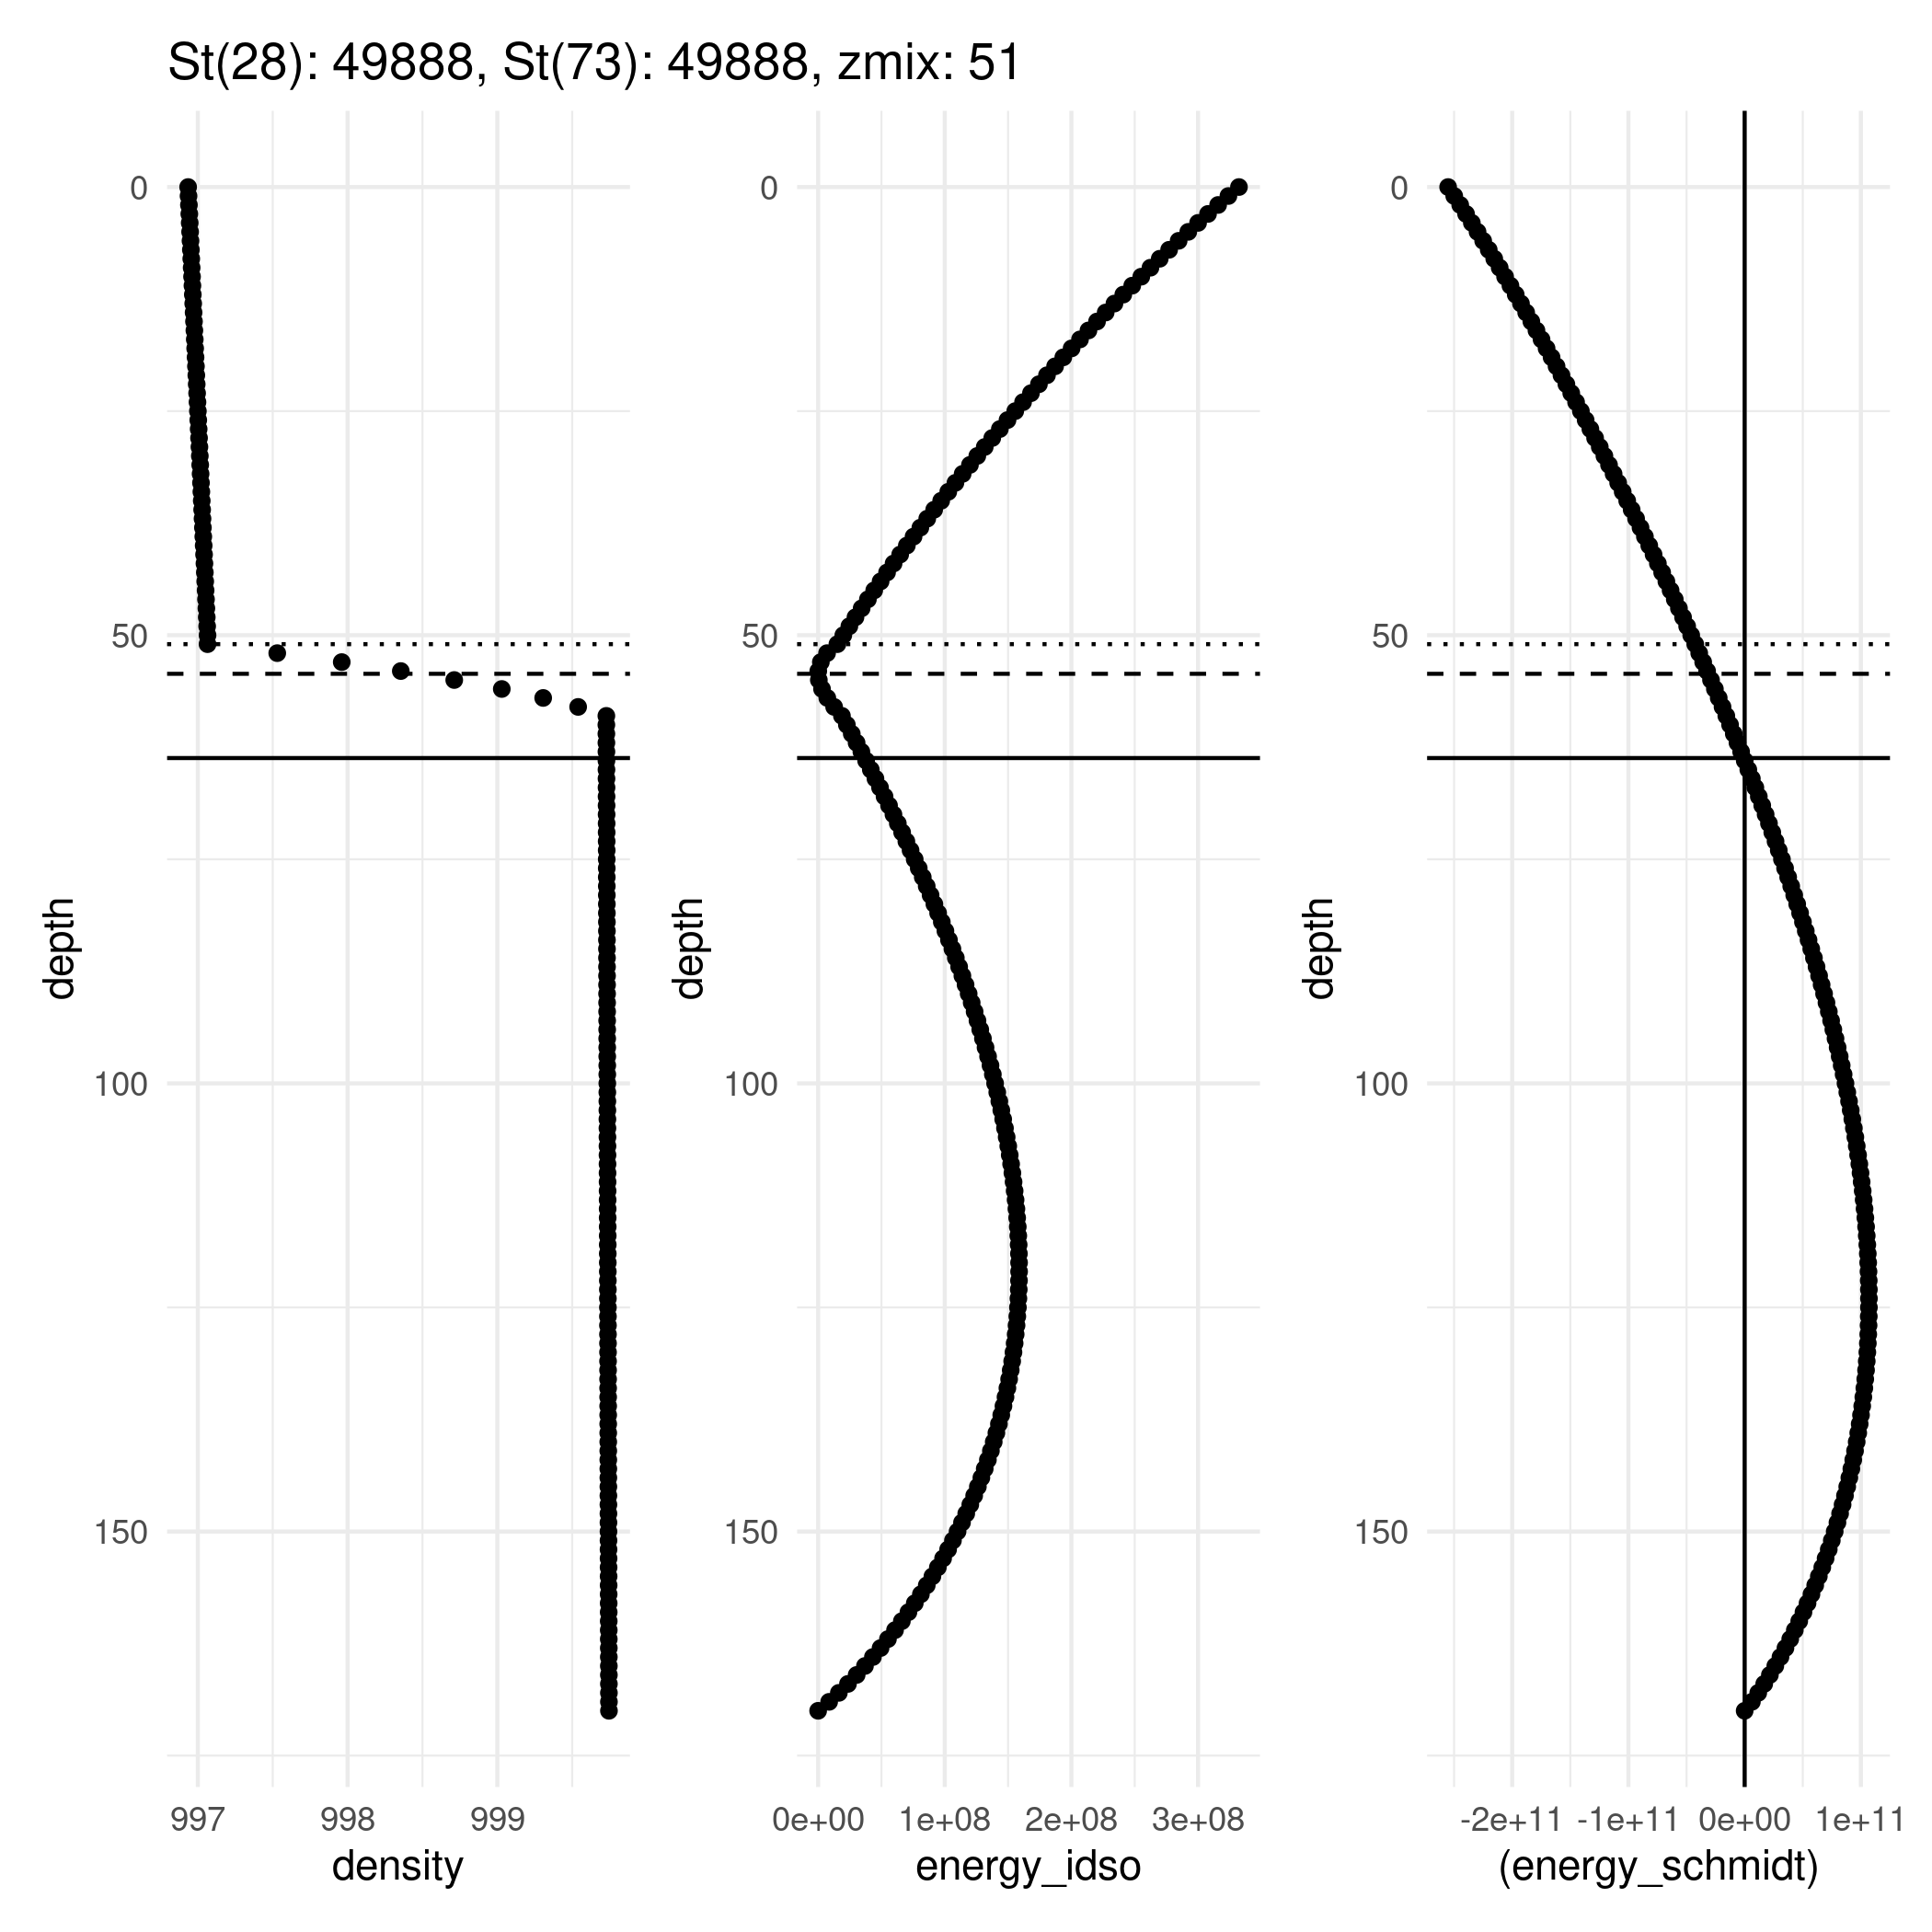 St(28): 49888, St(73): 49888, zmix: 51
depth
0
50
100
150
997 998 999
density
depth
0
50
100
150
0e+00 1e+08 2e+08 3e+08
energy_idso
depth
0
50
100
150
-2e+11 -1e+11 0e+00 1e+11
(energy_schmidt)